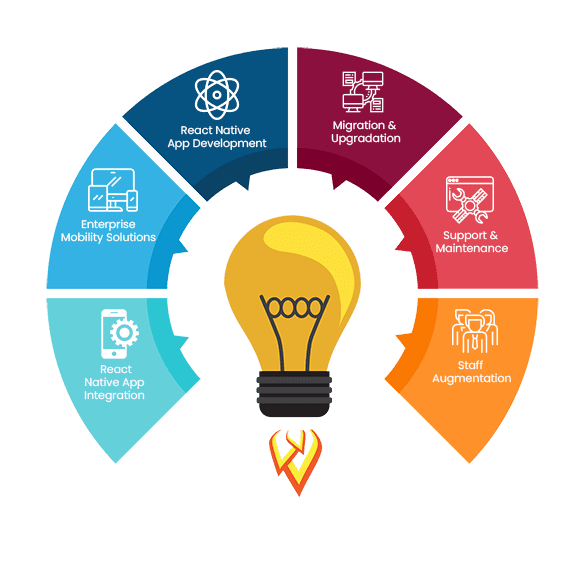 React Native
App Development
Migration &
Upgradation
Enterprise
Mobility Solutions
Support &
Maintenance
React
Native App
Integration
Staff
Augmentation